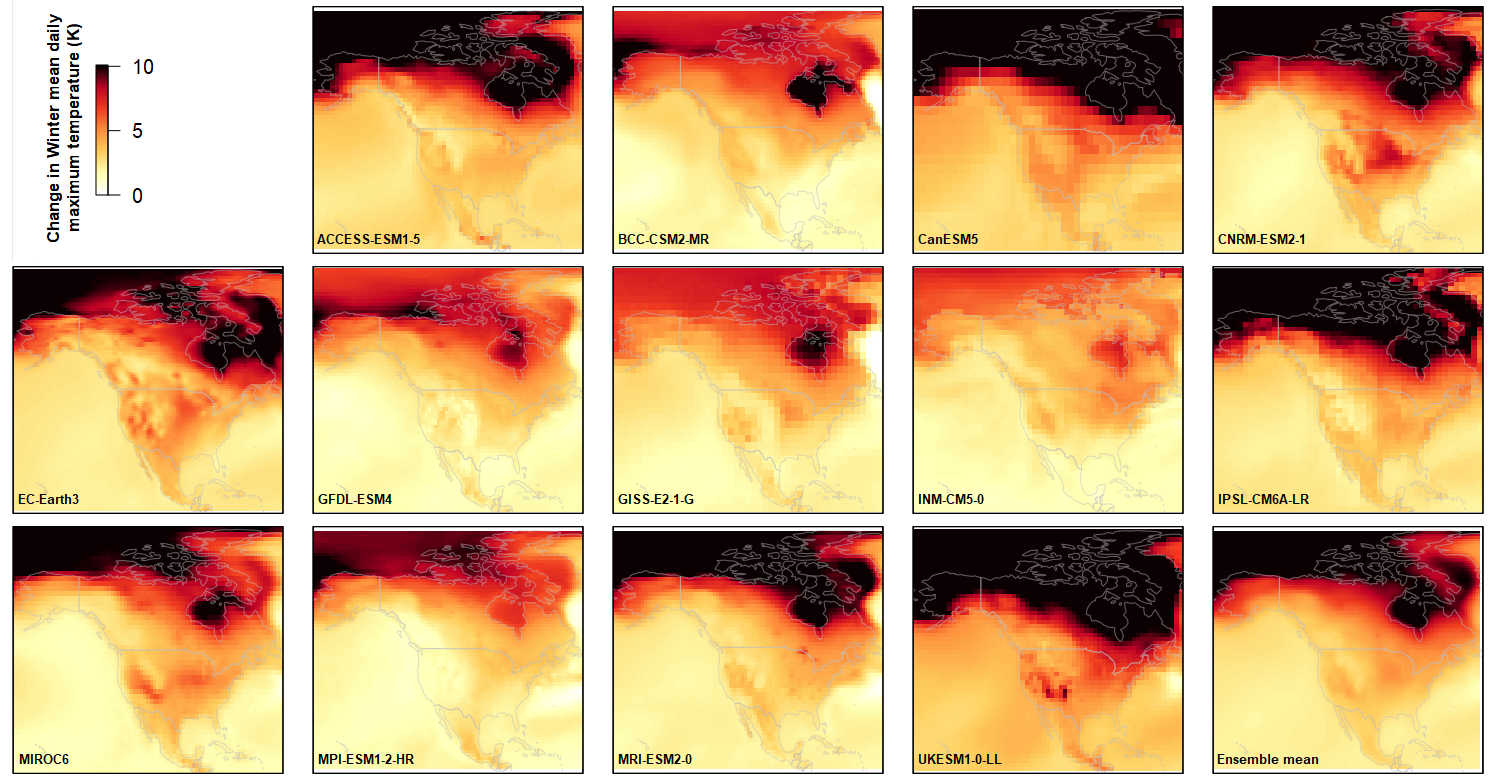 Change in Winter mean daily
maximum temperature (K)
10
5
0
ACCESS-ESM1-5
BCC-CSM2-MR
CanESM5
CNRM-ESM2-1
EC-Earth3
GFDL-ESM4
GISS-E2-1-G
INM-CM5-0
IPSL-CM6A-LR
MIROC6
MPI-ESM1-2-HR
MRI-ESM2-0
UKESM1-0-LL
Ensemble mean